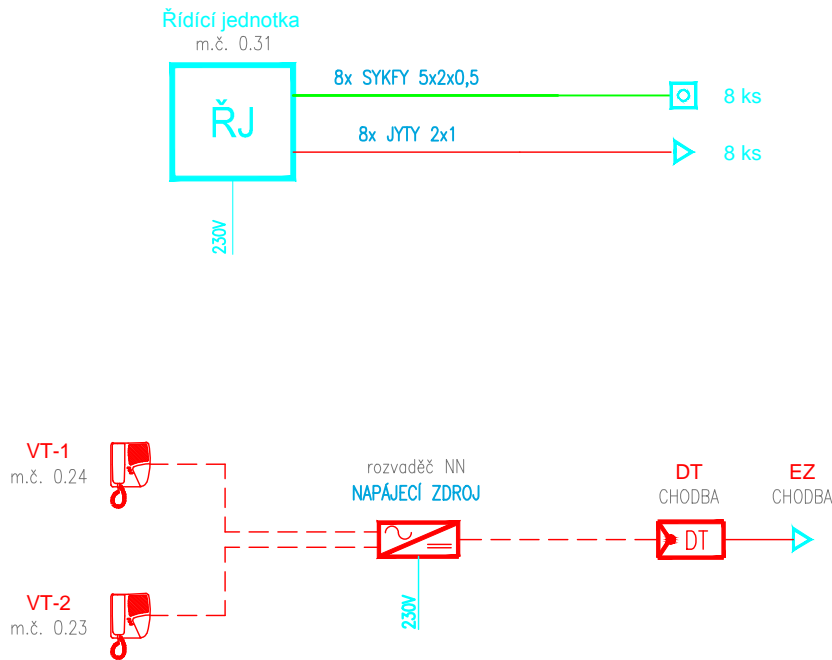 Řídící jednotka
m.č. 0.31
ŘJ
8x SYKFY 5x2x0,5
8 ks
8x JYTY 2x1
8 ks
230V
VT-1
m.č. 0.24
rozvaděč NN
NAPÁJECÍ ZDROJ
DT
CHODBA
EZ
CHODBA
DT
VT-2
m.č. 0.23
230V